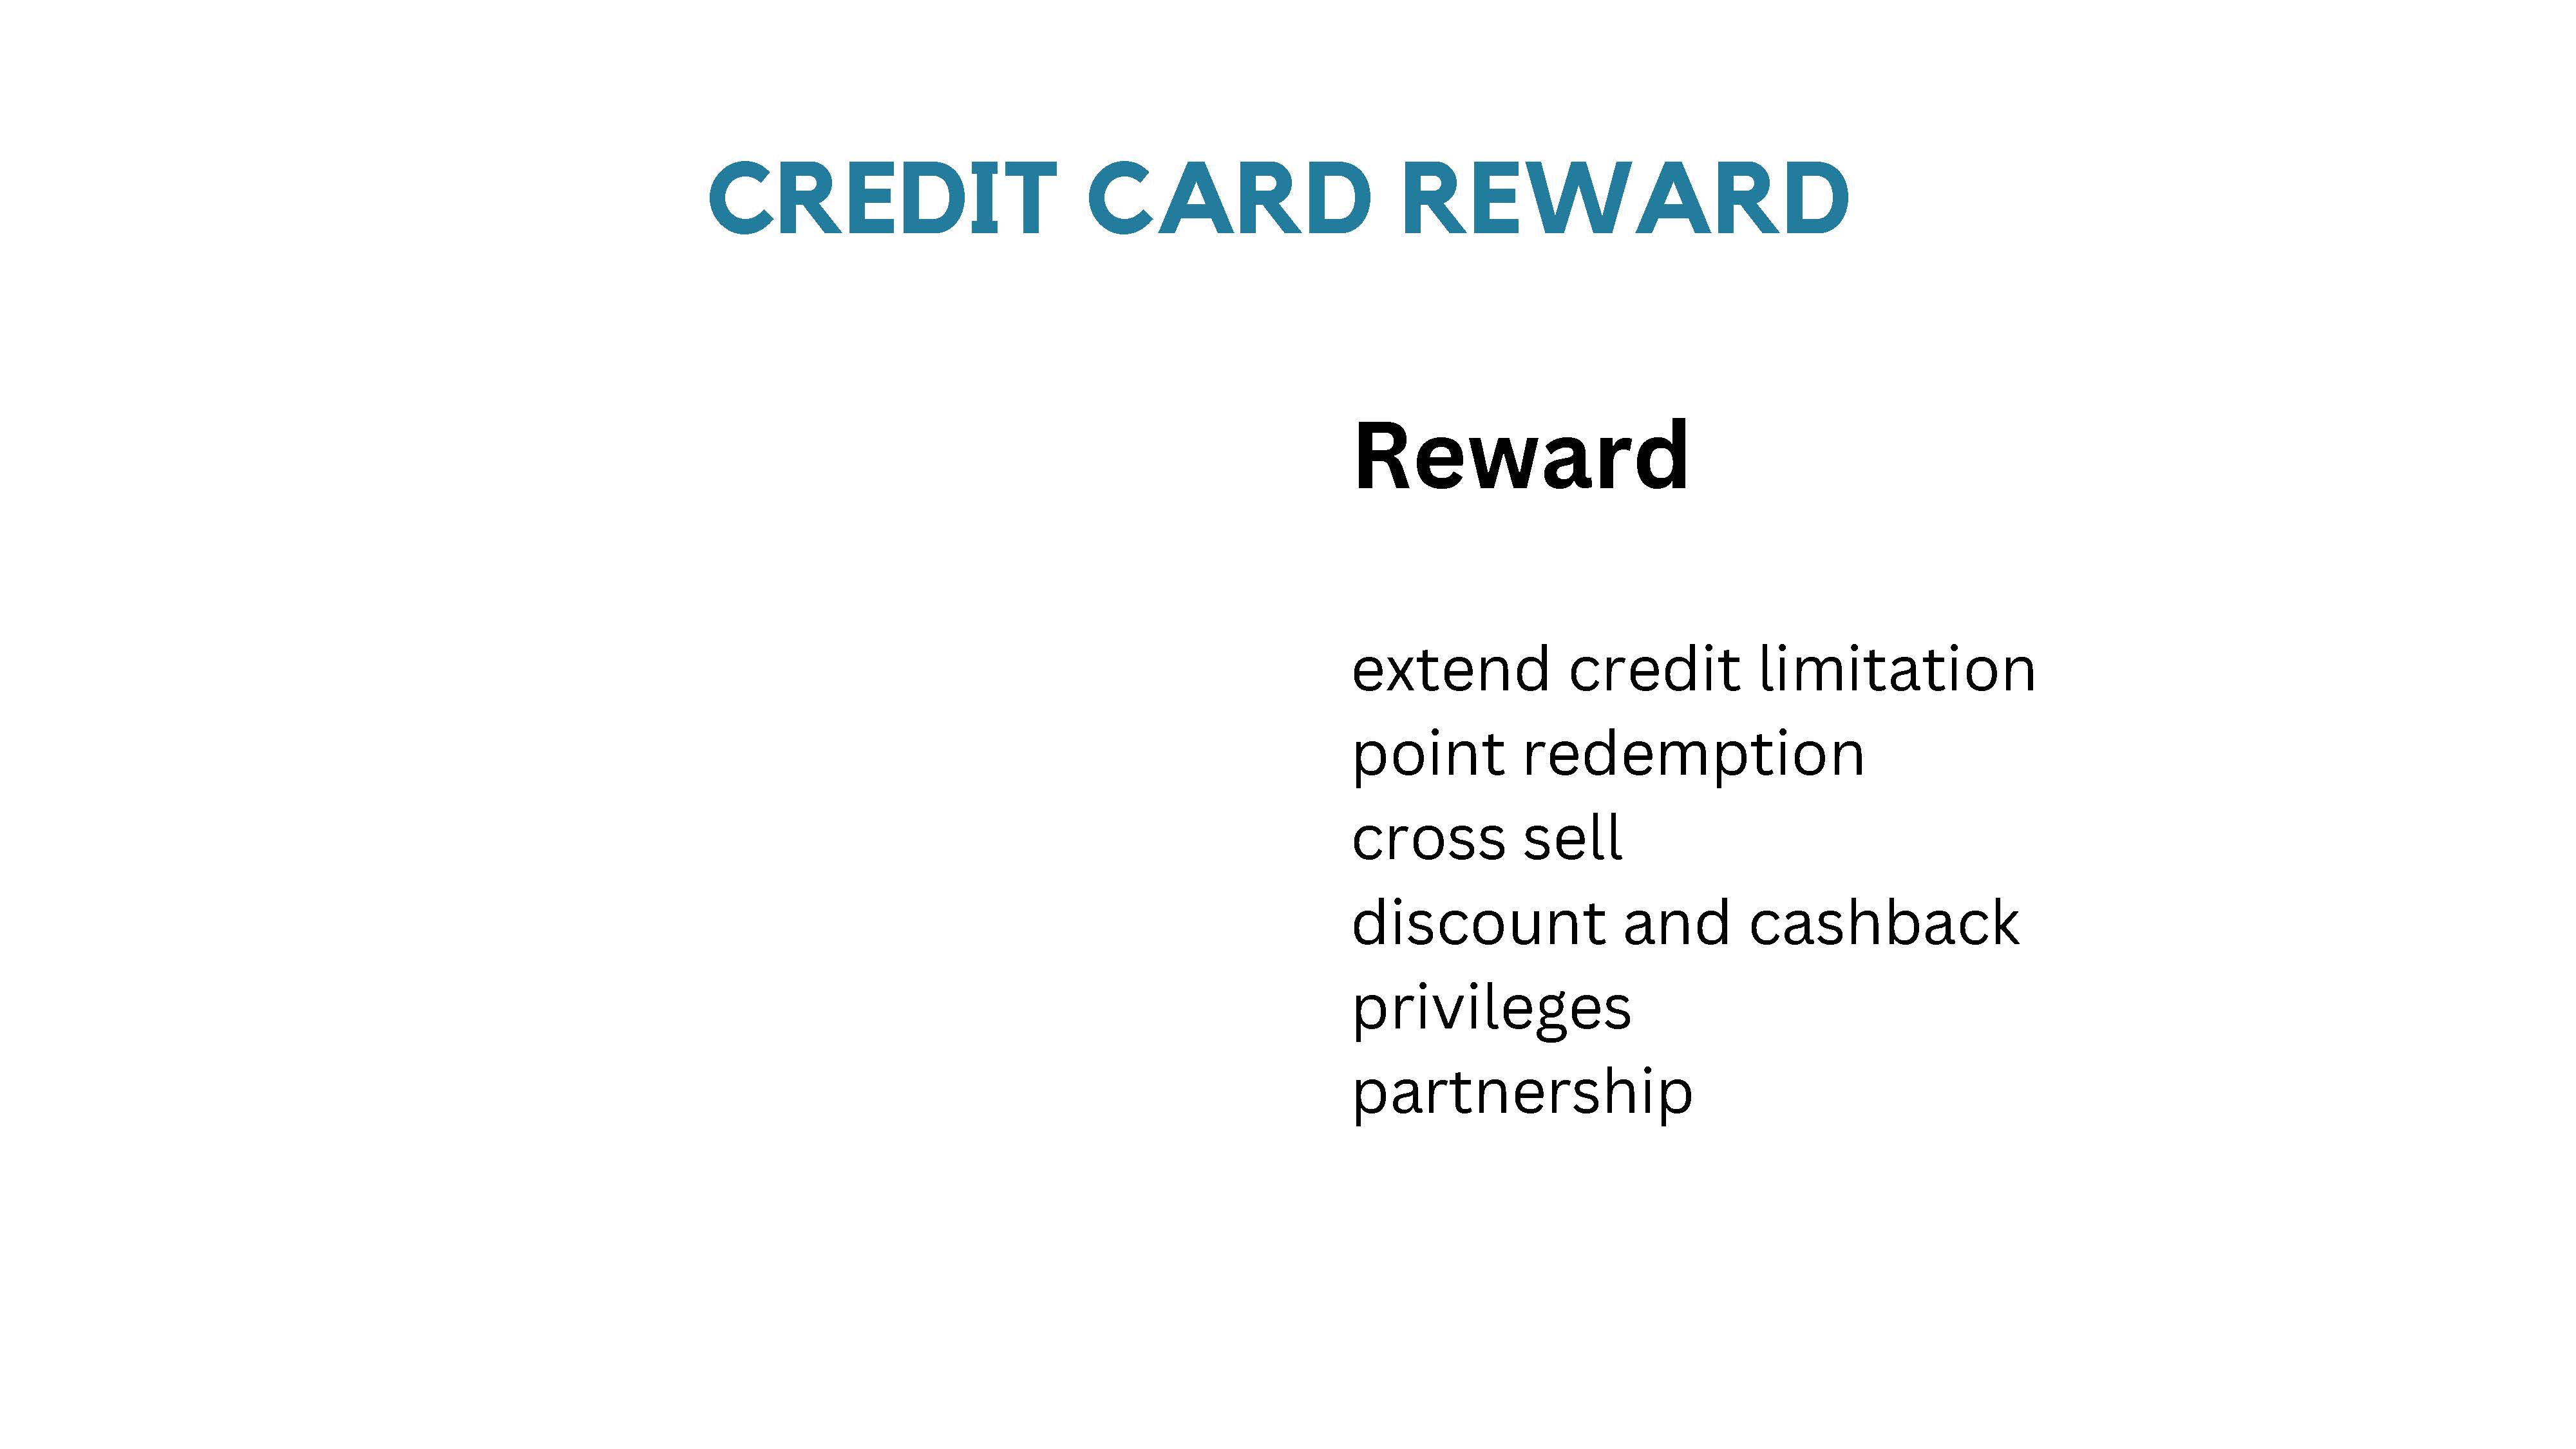 CREDIT CARD REWARD
Reward
extend credit limitation
point redemption
cross sell
discount and cashback
privileges
partnership